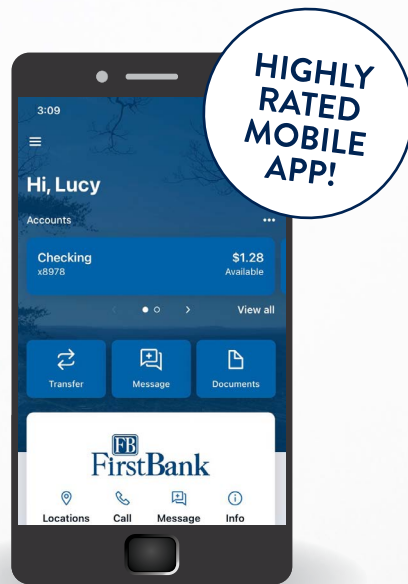 HIGHLY
RATED
MOBILE
APP!
3:09
Hi, Lucy
Accounts
Checking
$1.28
x8978
Available
View all
Transfer
Message
Documents
FB
FirstBank
Locations
Call
Message
Info